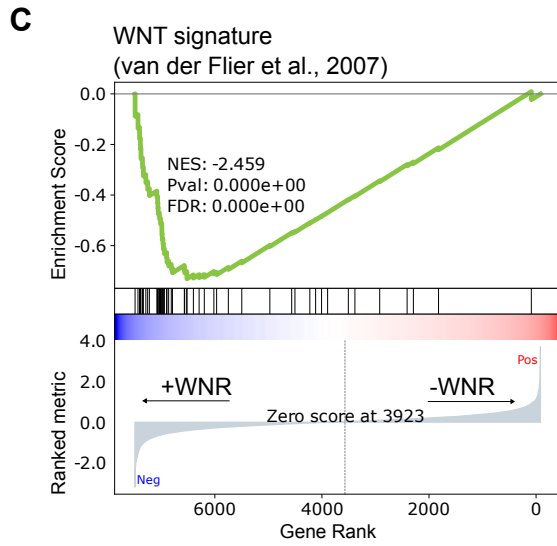 C
WNT signature
(van der Flier et al., 2007)
Enrichment Score
0.0
-0.2
-0.4
-0.6
NES: -2.459
Pval: 0.000e+00
FDR: 0.000e+00
Ranked metric
4.0
2.0
0.0
-2.0
Pos
+WNR
-WNR
Zero score at 3923
Neg
6000
4000
2000
0
Gene Rank